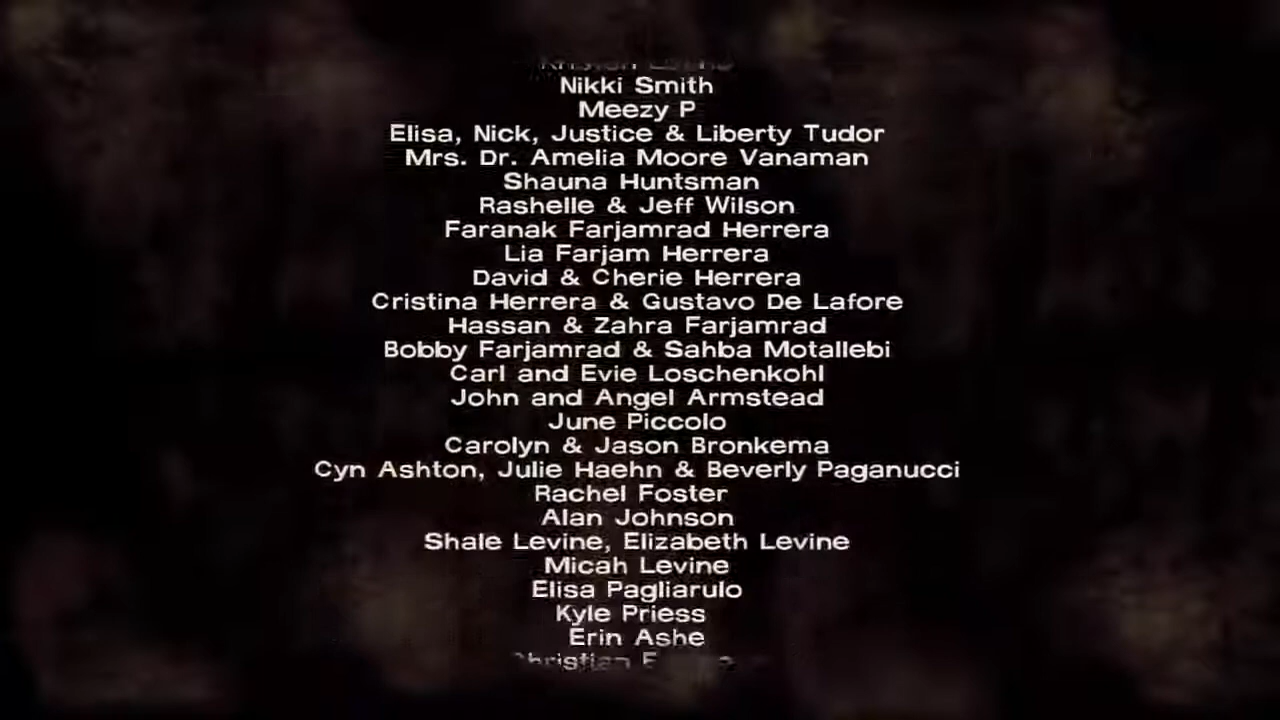 Nikki Smith
Meezy P
Elisa, Nick, Justice & Liberty Tudor
Mrs. Dr. Amelia Moore Vanaman
Shauna Huntsman
Rashelle & Jeff Wilson
Faranak Farjamrad Herrera
Lia Farjam Herrera
David & Cherie Herrera
Cristina Herrera & Gustavo De Lafore
Hassan & Zahra Farjamrad
Bobby Farjamrad & Sahba Motallebi
Carl and Evie Loschenkohl
John and Angel Armstead
June Piccolo
Carolyn & Jason Bronkema
Cyn Ashton, Julie Haehn & Beverly Paganucci
Rachel Foster
Alan Johnson
Shale Levine, Elizabeth Levine
Micah Levine
Elisa Pagliarulo
Kyle Priess
Erin Ashe
Christian